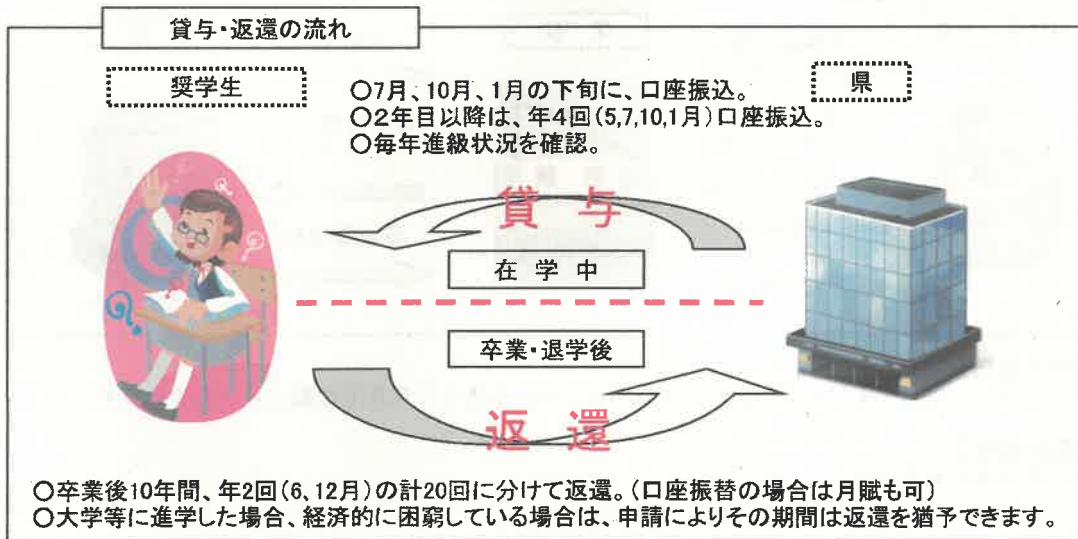 貸与・返還の流れ
奨学生
県
○7月、10月、1月の下旬に、口座振込。
○2年目以降は、年4回(5,7,10,1月)口座振込。
○毎年進級状況を確認。
貸 与
在 学 中
卒業・退学後
返 還
○卒業後10年間、年2回(6、12月)の計20回に分けて返還。(口座振替の場合は月賦も可)
○大学等に進学した場合、経済的に困窮している場合は、申請によりその期間は返還を猶予できます。